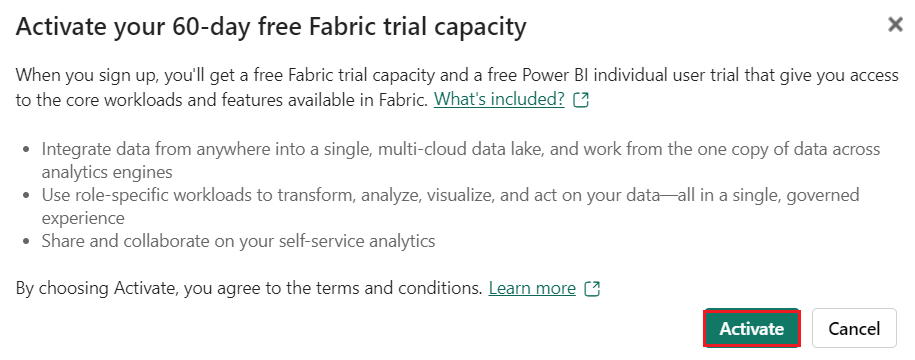 Activate your 60-day free Fabric trial capacity
When you sign up, you'll get a free Fabric trial capacity and a free Power BI individual user trial that give you access
to the core workloads and features available in Fabric. What's included?
• Integrate data from anywhere into a single, multi-cloud data lake, and work from the one copy of data across
analytics engines
• Use role-specific workloads to transform, analyze, visualize, and act on your data—all in a single, governed
experience
• Share and collaborate on your self-service analytics
By choosing Activate, you agree to the terms and conditions. Learn more
Activate Cancel